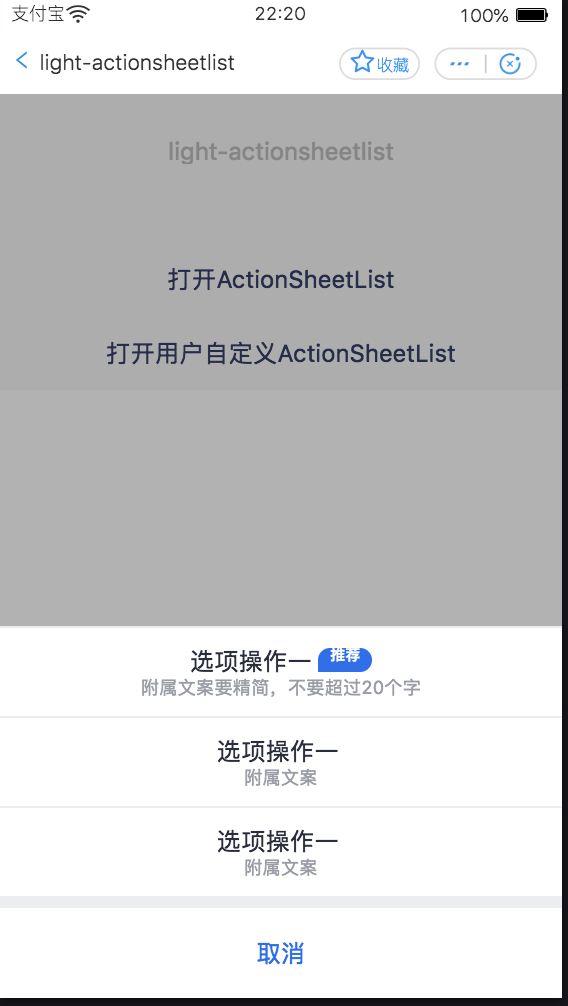 支付宝 22:20 100%
light-actionsheetlist 收藏
light-actionsheetlist
打开ActionSheetList
打开用户自定义ActionSheetList
选项操作一 推荐
附属文案要精简，不要超过20个字
选项操作一
附属文案
选项操作一
附属文案
取消